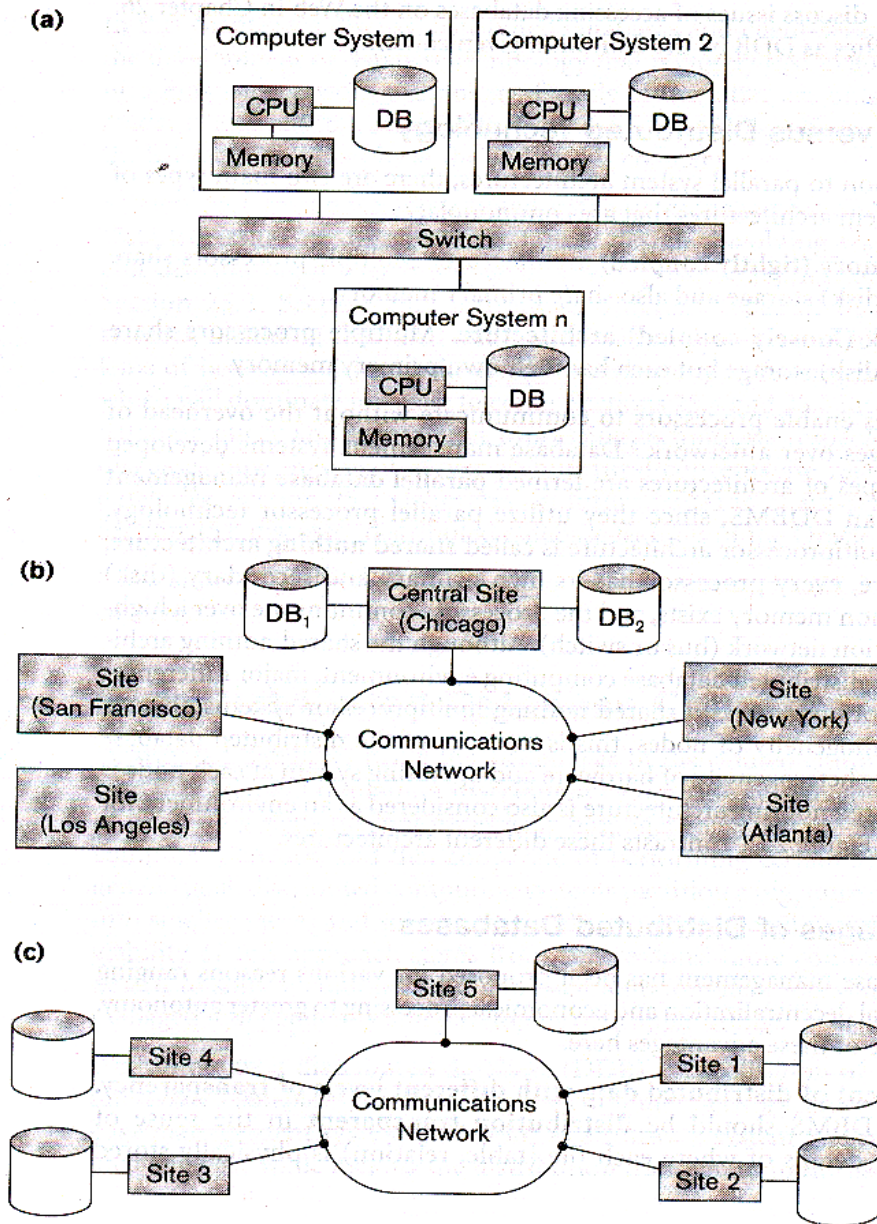 (a)
Computer System 1
CPU
DB
Memory
Computer System 2
CPU
DB
Memory
Switch
Computer System n
CPU
DB
Memory
(b)
DB₁
Central Site
(Chicago)
DB₂
Site
(San Francisco)
Site
(New York)
Communications
Network
Site
(Los Angeles)
Site
(Atlanta)
(c)
Site 5
Site 4
Site 1
Communications
Network
Site 3
Site 2